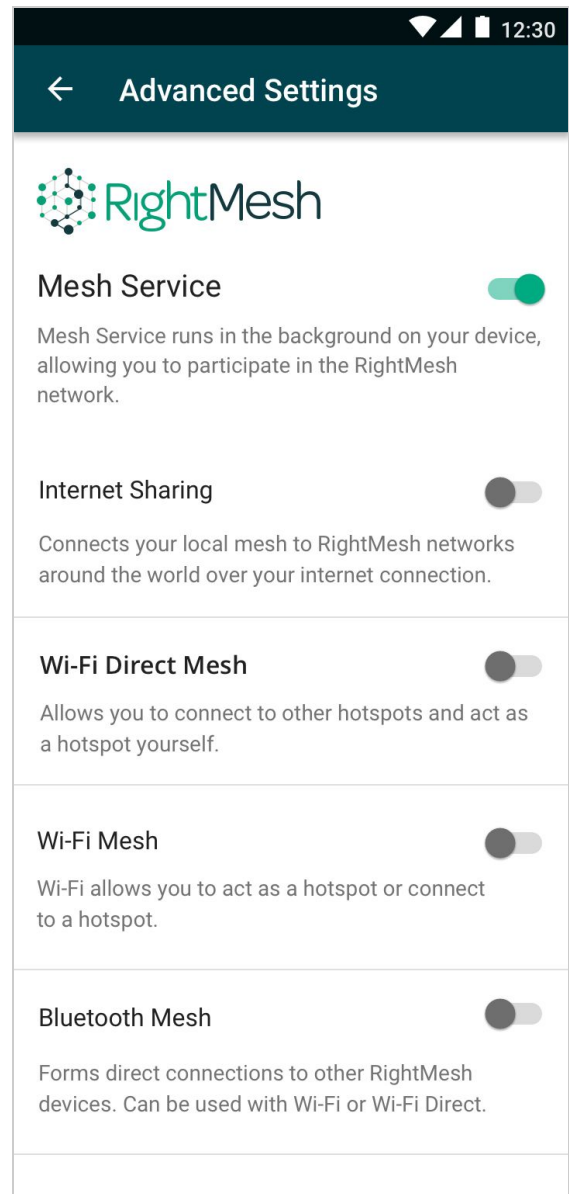 12:30
Advanced Settings
RightMesh
Mesh Service
Mesh Service runs in the background on your device,
allowing you to participate in the RightMesh
network.
Internet Sharing
Connects your local mesh to RightMesh networks
around the world over your internet connection.
Wi-Fi Direct Mesh
Allows you to connect to other hotspots and act as
a hotspot yourself.
Wi-Fi Mesh
Wi-Fi allows you to act as a hotspot or connect
to a hotspot.
Bluetooth Mesh
Forms direct connections to other RightMesh
devices. Can be used with Wi-Fi or Wi-Fi Direct.